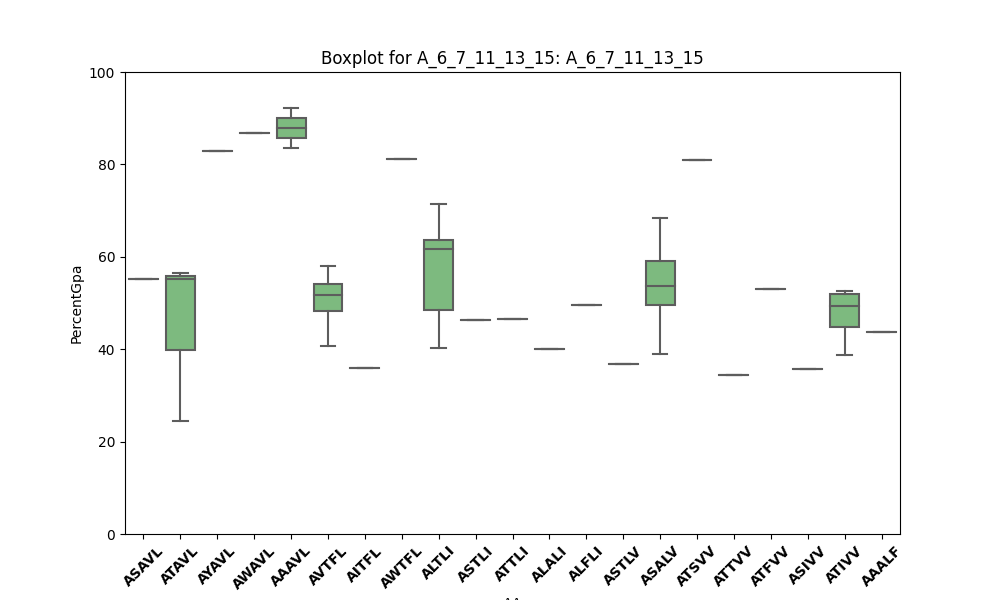 Boxplot for A_6_7_11_13_15: A_6_7_11_13_15
100
80
60
40
20
0
PercentGpa
ASAVL
ATAVL
AYAVL
AWAVL
AAAVL
AVTFL
AITFL
AWTFL
ALTLI
ASTLI
ATTLI
ALALI
ALFLI
ASTLV
ASALV
ATSVV
ATTVV
ATFVV
ASIVV
ATIVV
AAALF